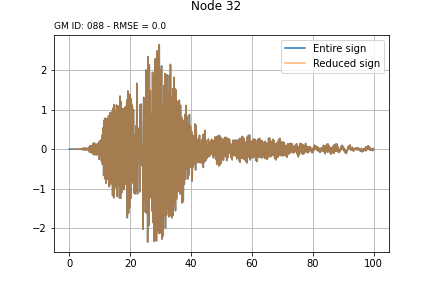 Node 32
GM ID: 088 - RMSE = 0.0
Entire sign
Reduced sign
2
1
0
−1
−2
0 20 40 60 80 100